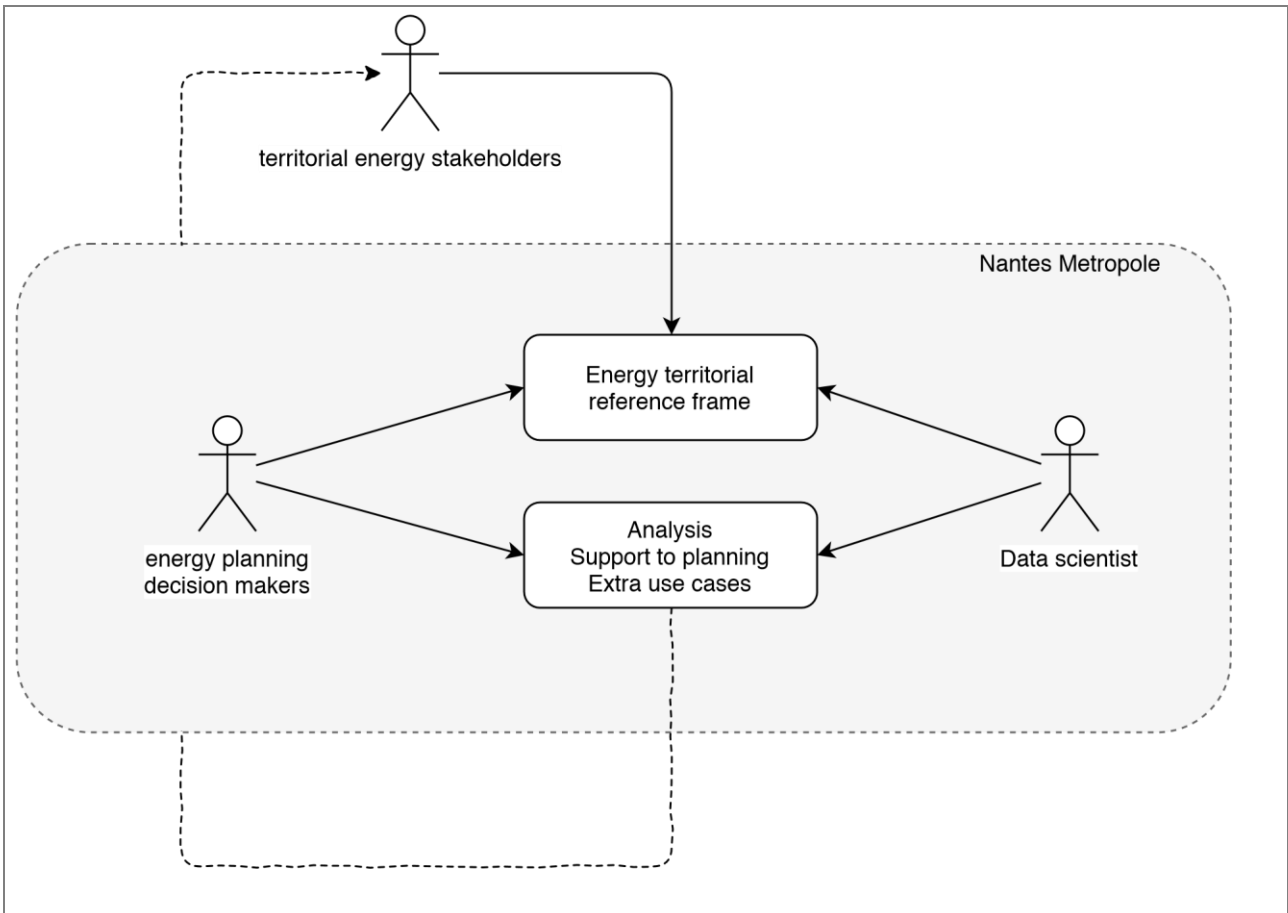 territorial energy stakeholders
Nantes Metropole
Energy territorial
reference frame
energy planning
decision makers
Analysis
Support to planning
Extra use cases
Data scientist